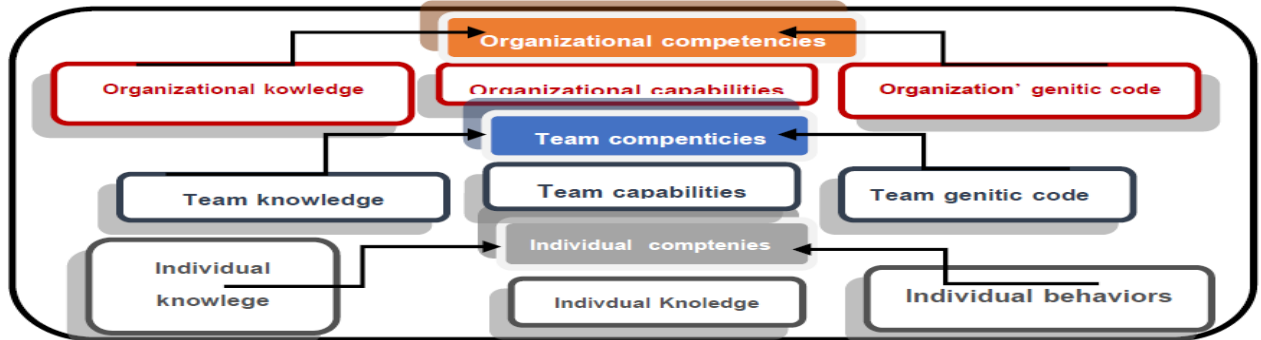 Organizational competencies
Organizational kowledge
Organizational capabilities
Organization' genitic code
Team compenticies
Team knowledge
Team capabilities
Team genitic code
Individual comptenies
Individual
knowlege
Indivdual Knoledge
Individual behaviors